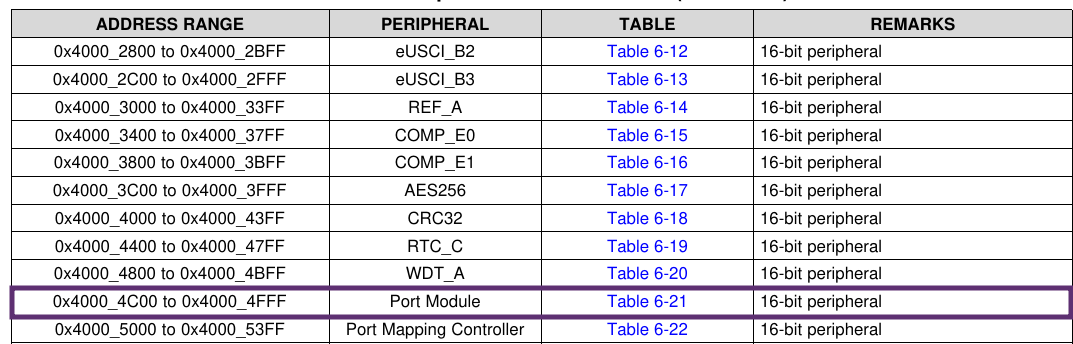 ADDRESS RANGE PERIPHERAL TABLE REMARKS
0x4000_2800 to 0x4000_2BFF eUSCI_B2 Table 6-12 16-bit peripheral
0x4000_2C00 to 0x4000_2FFF eUSCI_B3 Table 6-13 16-bit peripheral
0x4000_3000 to 0x4000_33FF REF_A Table 6-14 16-bit peripheral
0x4000_3400 to 0x4000_37FF COMP_E0 Table 6-15 16-bit peripheral
0x4000_3800 to 0x4000_3BFF COMP_E1 Table 6-16 16-bit peripheral
0x4000_3C00 to 0x4000_3FFF AES256 Table 6-17 16-bit peripheral
0x4000_4000 to 0x4000_43FF CRC32 Table 6-18 16-bit peripheral
0x4000_4400 to 0x4000_47FF RTC_C Table 6-19 16-bit peripheral
0x4000_4800 to 0x4000_4BFF WDT_A Table 6-20 16-bit peripheral
0x4000_4C00 to 0x4000_4FFF Port Module Table 6-21 16-bit peripheral
0x4000_5000 to 0x4000_53FF Port Mapping Controller Table 6-22 16-bit peripheral